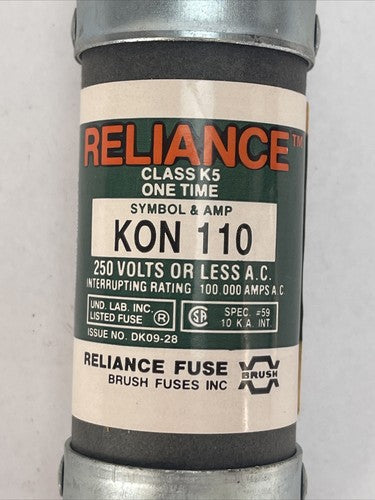 RELIANCE™
CLASS K5
ONE TIME
SYMBOL & AMP
KON 110
250 VOLTS OR LESS A.C.
INTERRUPTING RATING 100 000 AMPS A.C.
UND. LAB. INC.
LISTED FUSE ®
SA
SPEC. #59
10 K.A. INT.
ISSUE NO. DK09-28
RELIANCE FUSE
BRUSH FUSES INC
BRUSH